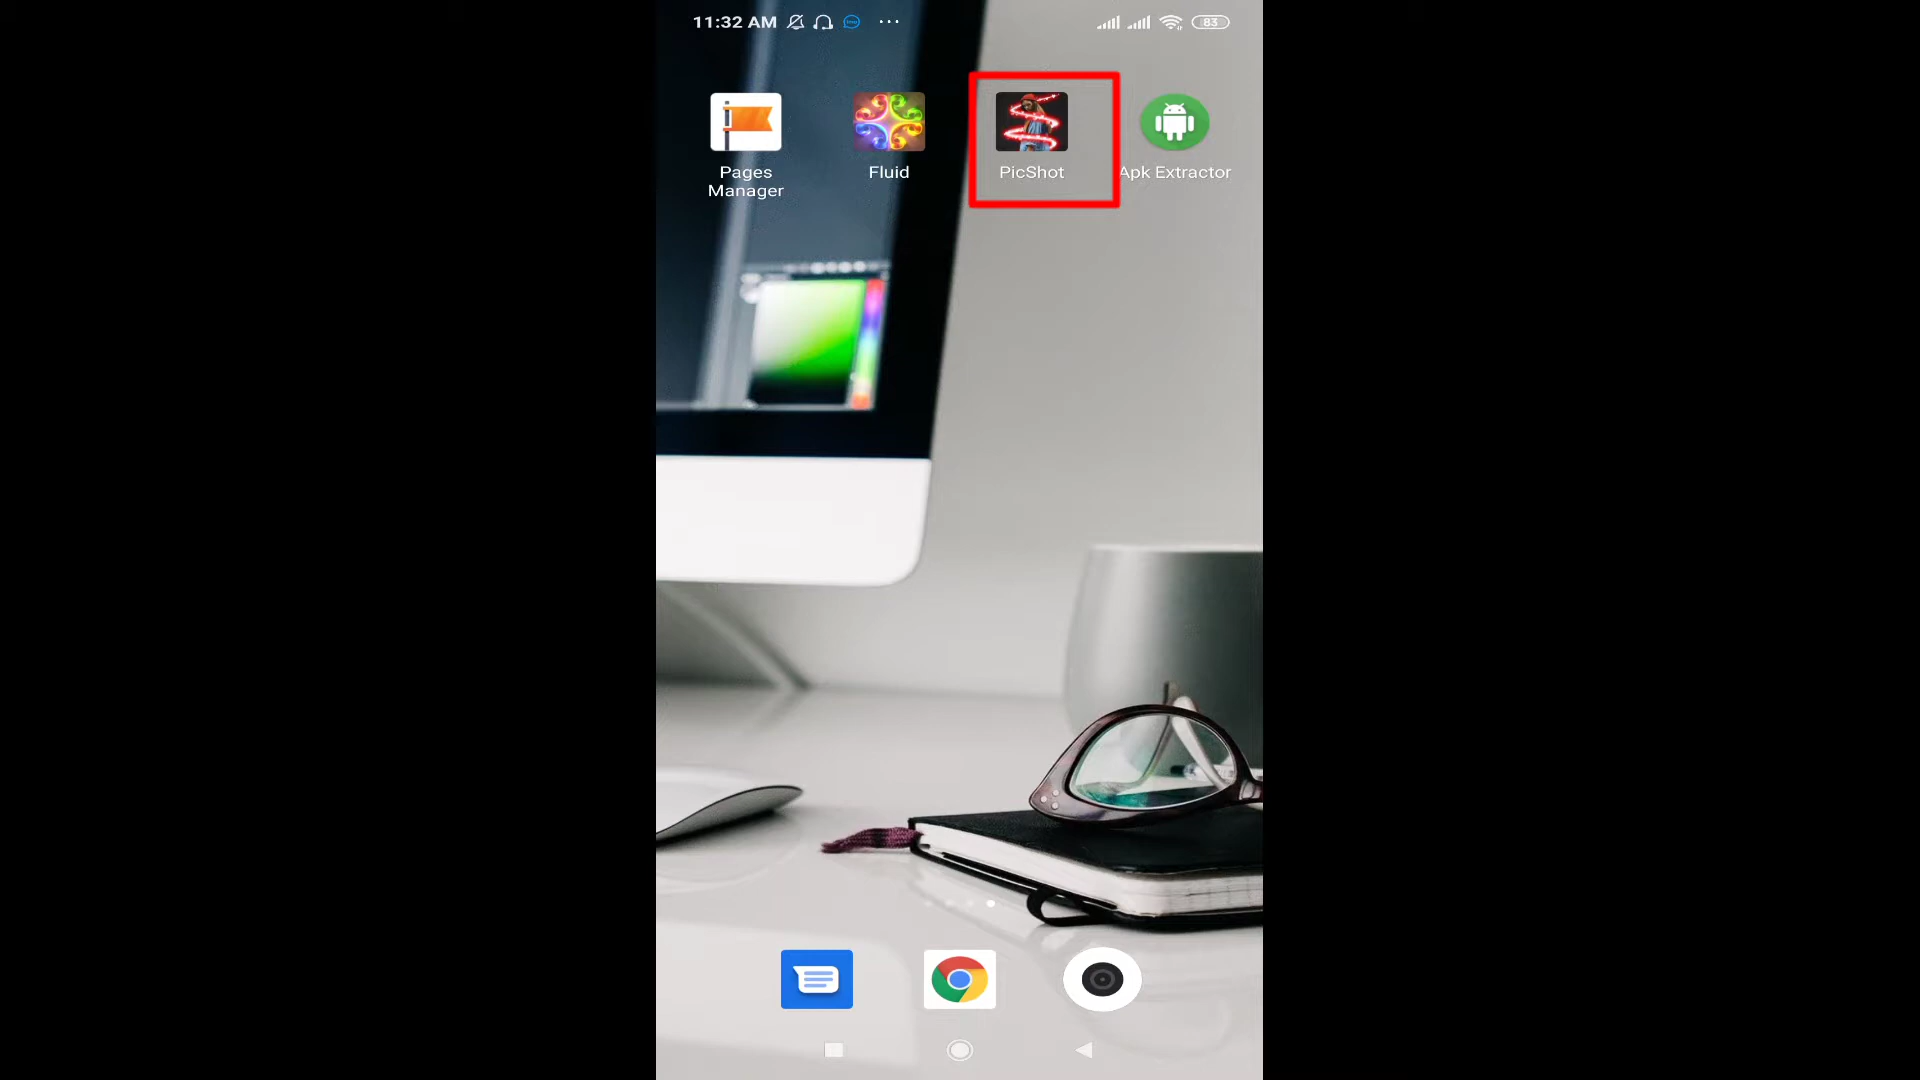 11:32 AM
83
Pages
Manager
Fluid
PicShot
Apk Extractor